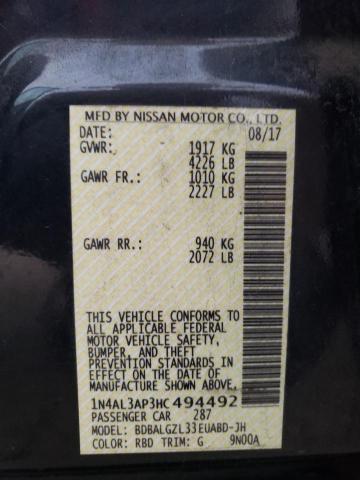 MFD BY NISSAN MOTOR CO., LTD.
DATE: 08/17
GVWR: 1917 KG
4226 LB
GAWR FR.: 1010 KG
2227 LB
GAWR RR.: 940 KG
2072 LB
THIS VEHICLE CONFORMS TO
ALL APPLICABLE FEDERAL
MOTOR VEHICLE SAFETY,
BUMPER, AND THEFT
PREVENTION STANDARDS IN
EFFECT ON THE DATE OF
MANUFACTURE SHOWN ABOVE.
1N4AL3AP3HC494492
PASSENGER CAR 287
MODEL: BDBALGZL33EUABD-JH
COLOR: RBD TRIM: G 9N00A